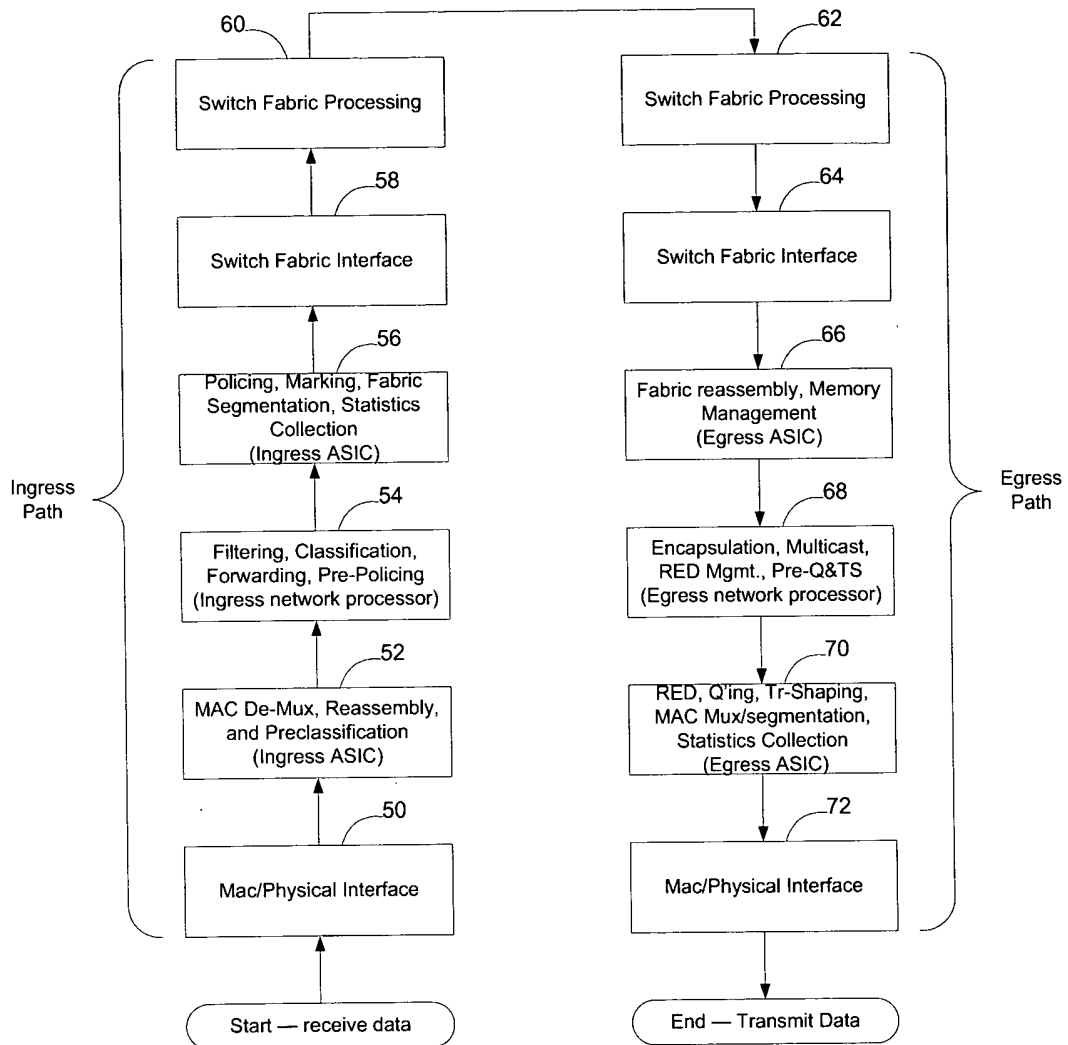 60
Switch Fabric Processing
58
Switch Fabric Interface
56
Policing, Marking, Fabric
Segmentation, Statistics
Collection
(Ingress ASIC)
Ingress
Path
54
Filtering, Classification,
Forwarding, Pre-Policing
(Ingress network processor)
52
MAC De-Mux, Reassembly,
and Preclassification
(Ingress ASIC)
50
Mac/Physical Interface
Start — receive data
62
Switch Fabric Processing
64
Switch Fabric Interface
66
Fabric reassembly, Memory
Management
(Egress ASIC)
Egress
Path
68
Encapsulation, Multicast,
RED Mgmt., Pre-Q&TS
(Egress network processor)
70
RED, Q'ing, Tr-Shaping,
MAC Mux/segmentation,
Statistics Collection
(Egress ASIC)
72
Mac/Physical Interface
End — Transmit Data